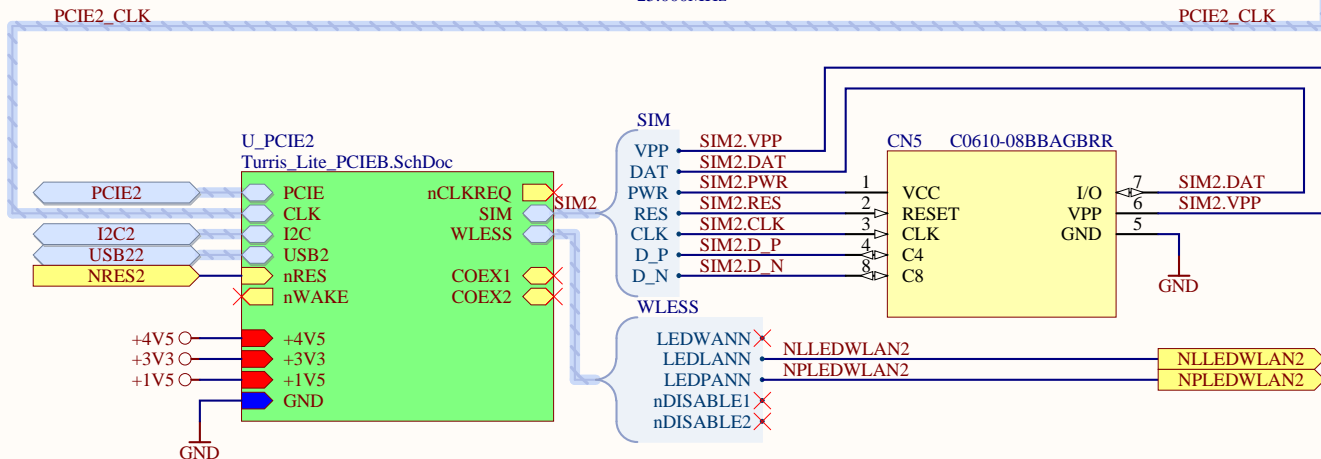 PCIE2_CLK
PCIE2_CLK
U_PCIE2
Turris_Lite_PCIEB.SchDoc
PCIE2
I2C2
USB22
NRES2
PCIE
CLK
I2C
USB2
nRES
nWAKE
nCLKREQ
SIM
WLESS
COEX1
COEX2
+4V5
+3V3
+1V5
+4V5
+3V3
+1V5
GND
GND
SIM2
SIM
VPP
DAT
PWR
RES
CLK
D_P
D_N
SIM2.VPP
SIM2.DAT
SIM2.PWR
SIM2.RES
SIM2.CLK
SIM2.D_P
SIM2.D_N
CN5 C0610-08BBAGBRR
1 VCC
2 RESET
3 CLK
4 C4
8 C8
I/O 7 SIM2.DAT
VPP 6 SIM2.VPP
GND 5
GND
WLESS
LEDWANN
LEDLANN
LEDPANN
nDISABLE1
nDISABLE2
NLLEDWLAN2
NPLEDWLAN2
NLLEDWLAN2
NPLEDWLAN2